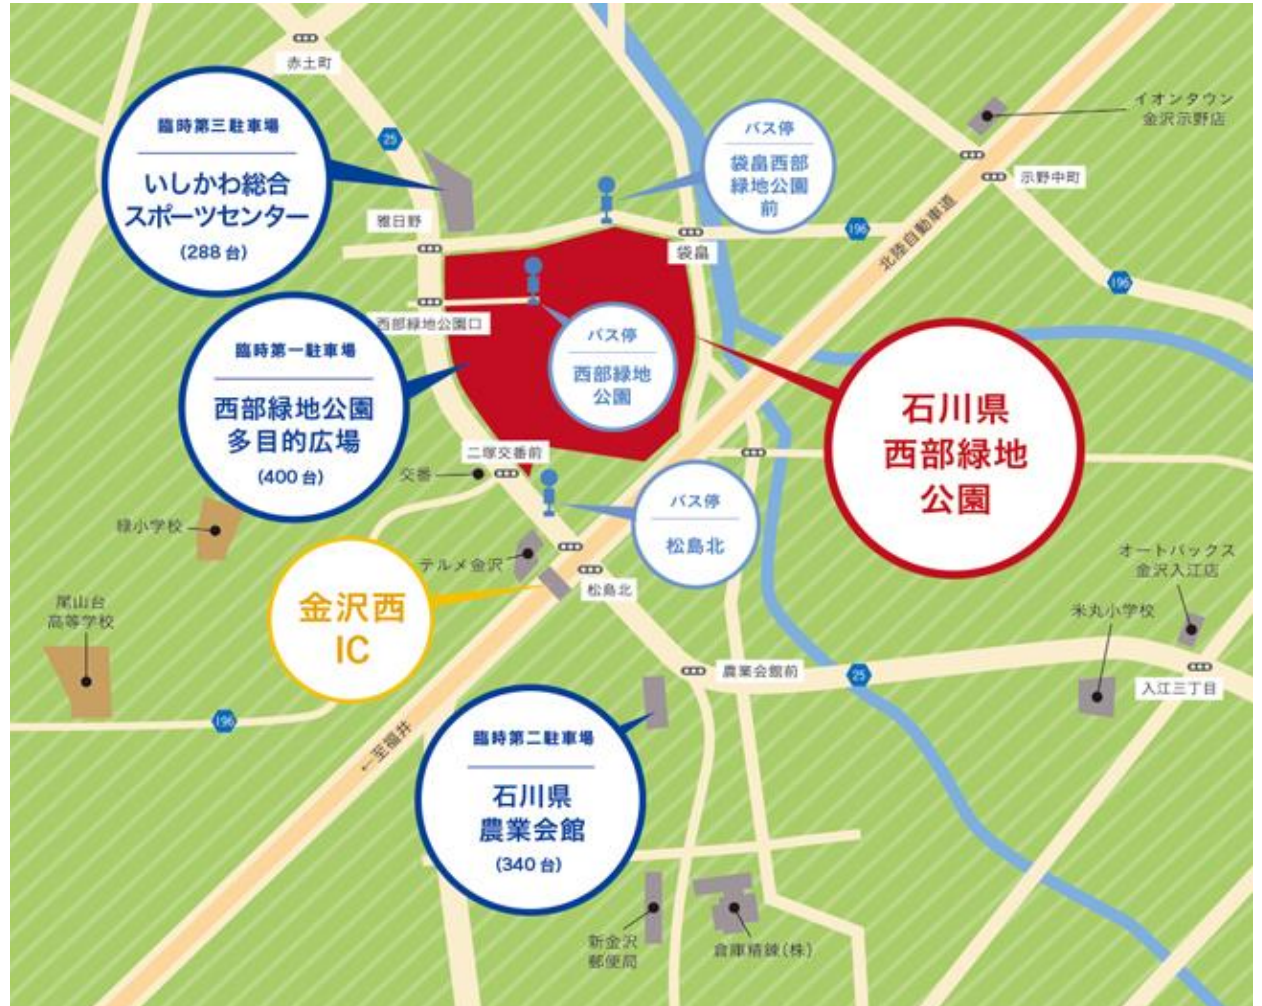 赤土町
臨時第三駐車場
いしかわ総合
スポーツセンター
(288 台)
25
バス停
袋畠西部
緑地公園
前
イオンタウン
金沢示野店
示野中町
雅日野
袋畠
196
北陸自動車道
196
西部緑地公園口
臨時第一駐車場
西部緑地公園
多目的広場
(400 台)
バス停
西部緑地
公園
石川県
西部緑地
公園
二塚交番前
交番
バス停
松島北
緑小学校
テルメ金沢
松島北
金沢西
IC
尾山台
高等学校
オートバックス
金沢入江店
米丸小学校
農業会館前
25
入江三丁目
196
←至福井
臨時第二駐車場
石川県
農業会館
(340 台)
新金沢
郵便局
倉庫精錬(株)